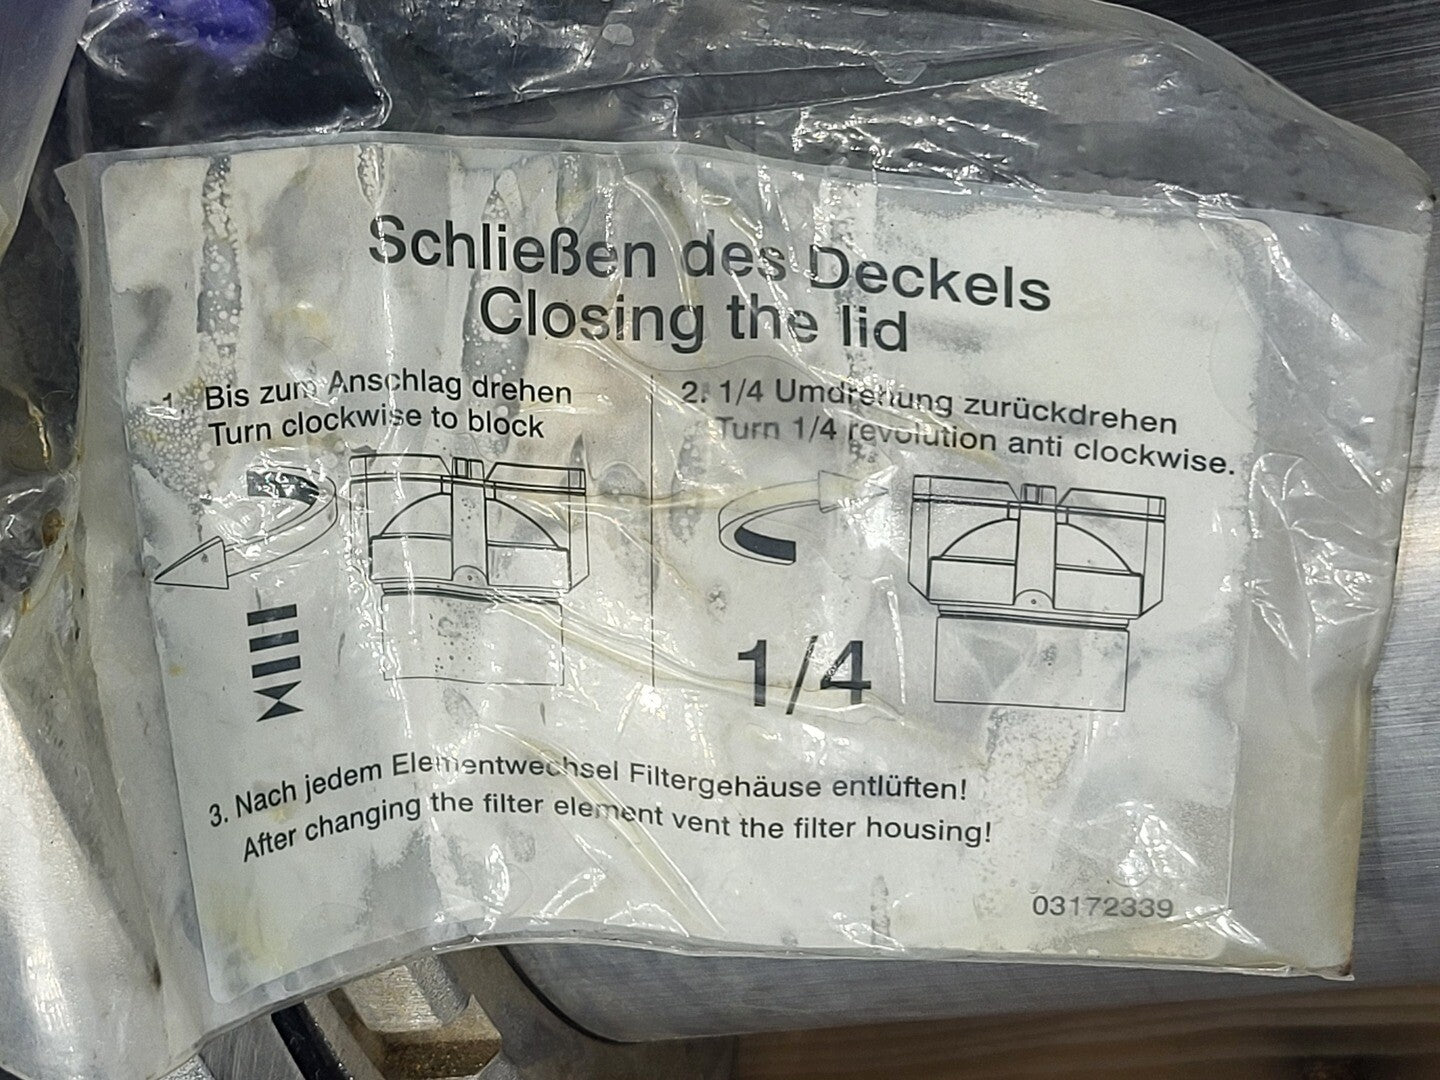 Schließen des Deckels
Closing the lid
1. Bis zum Anschlag drehen
Turn clockwise to block
2. 1/4 Umdrehung zurückdrehen
Turn 1/4 revolution anti clockwise.
1/4
3. Nach jedem Elementwechsel Filtergehäuse entlüften!
After changing the filter element vent the filter housing!
03172339